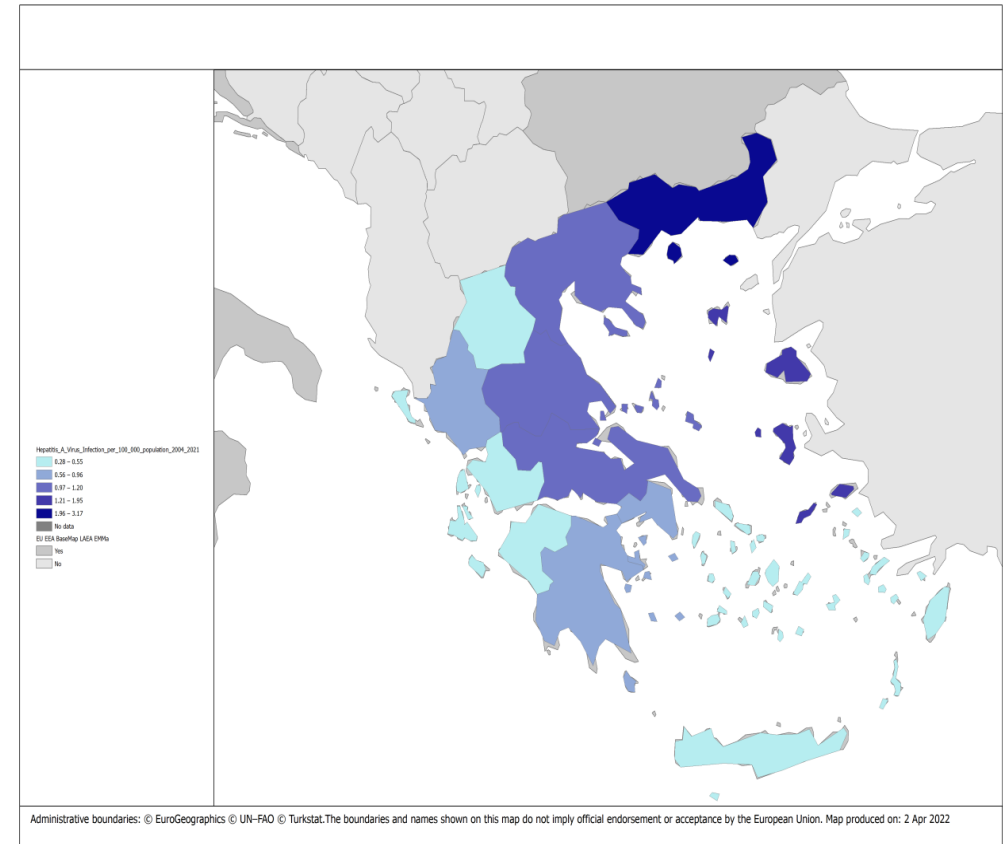 Hepatitis_A_Virus_Infection_per_100_000_population_2004_2021
0.28 – 0.55
0.56 – 0.96
0.97 – 1.20
1.21 – 1.95
1.96 – 3.17
No data
EU EEA BaseMap LAEA EMMa
Yes
No
Administrative boundaries: © EuroGeographics © UN–FAO © Turkstat.The boundaries and names shown on this map do not imply official endorsement or acceptance by the European Union. Map produced on: 2 Apr 2022